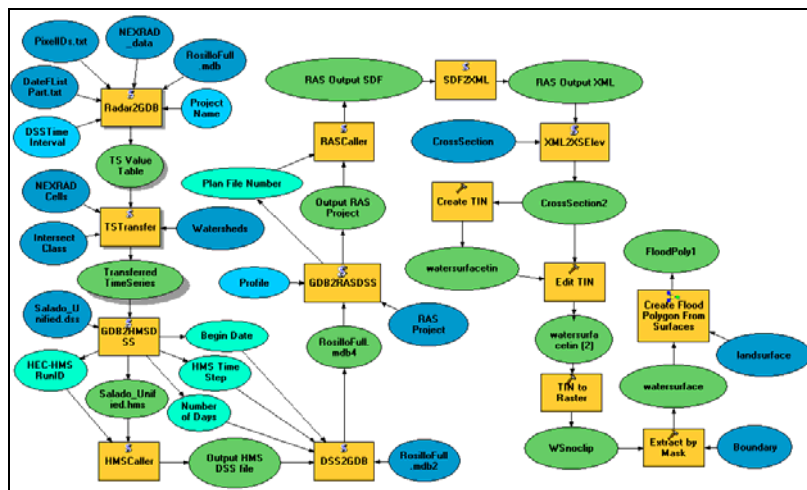 PixelIDs.txt
NEXRAD
_data
RosilloFull
.mdb
DateFList
Part.txt
Radar2GDB
Project
Name
DSSTime
Interval
TS Value
Table
NEXRAD
Cells
TSTransfer
Watersheds
Intersect
Class
Transferred
TimeSeries
Salado_U
nified.dss
GDB2HMSD
SS
Begin Date
HEC-HMS
RunID
HMS Time
Step
Salado_Unif
ied.hms
Number
of Days
HMSCaller
Output HMS
DSS file
DSS2GDB
RosilloFull
.mdb2
RosilloFull.
mdb4
Profile
GDB2RASDSS
RAS
Project
Plan File Number
Output RAS
Project
RASCaller
RAS Output SDF
SDF2XML
RAS Output XML
CrossSection
XML2XSElev
Create TIN
CrossSection2
watersurfacetin
Edit TIN
watersurfa
cetin (2)
TIN to
Raster
WSnoclip
Extract by
Mask
Boundary
watersurface
Create Flood
Polygon From
Surfaces
landsurface
FloodPoly1